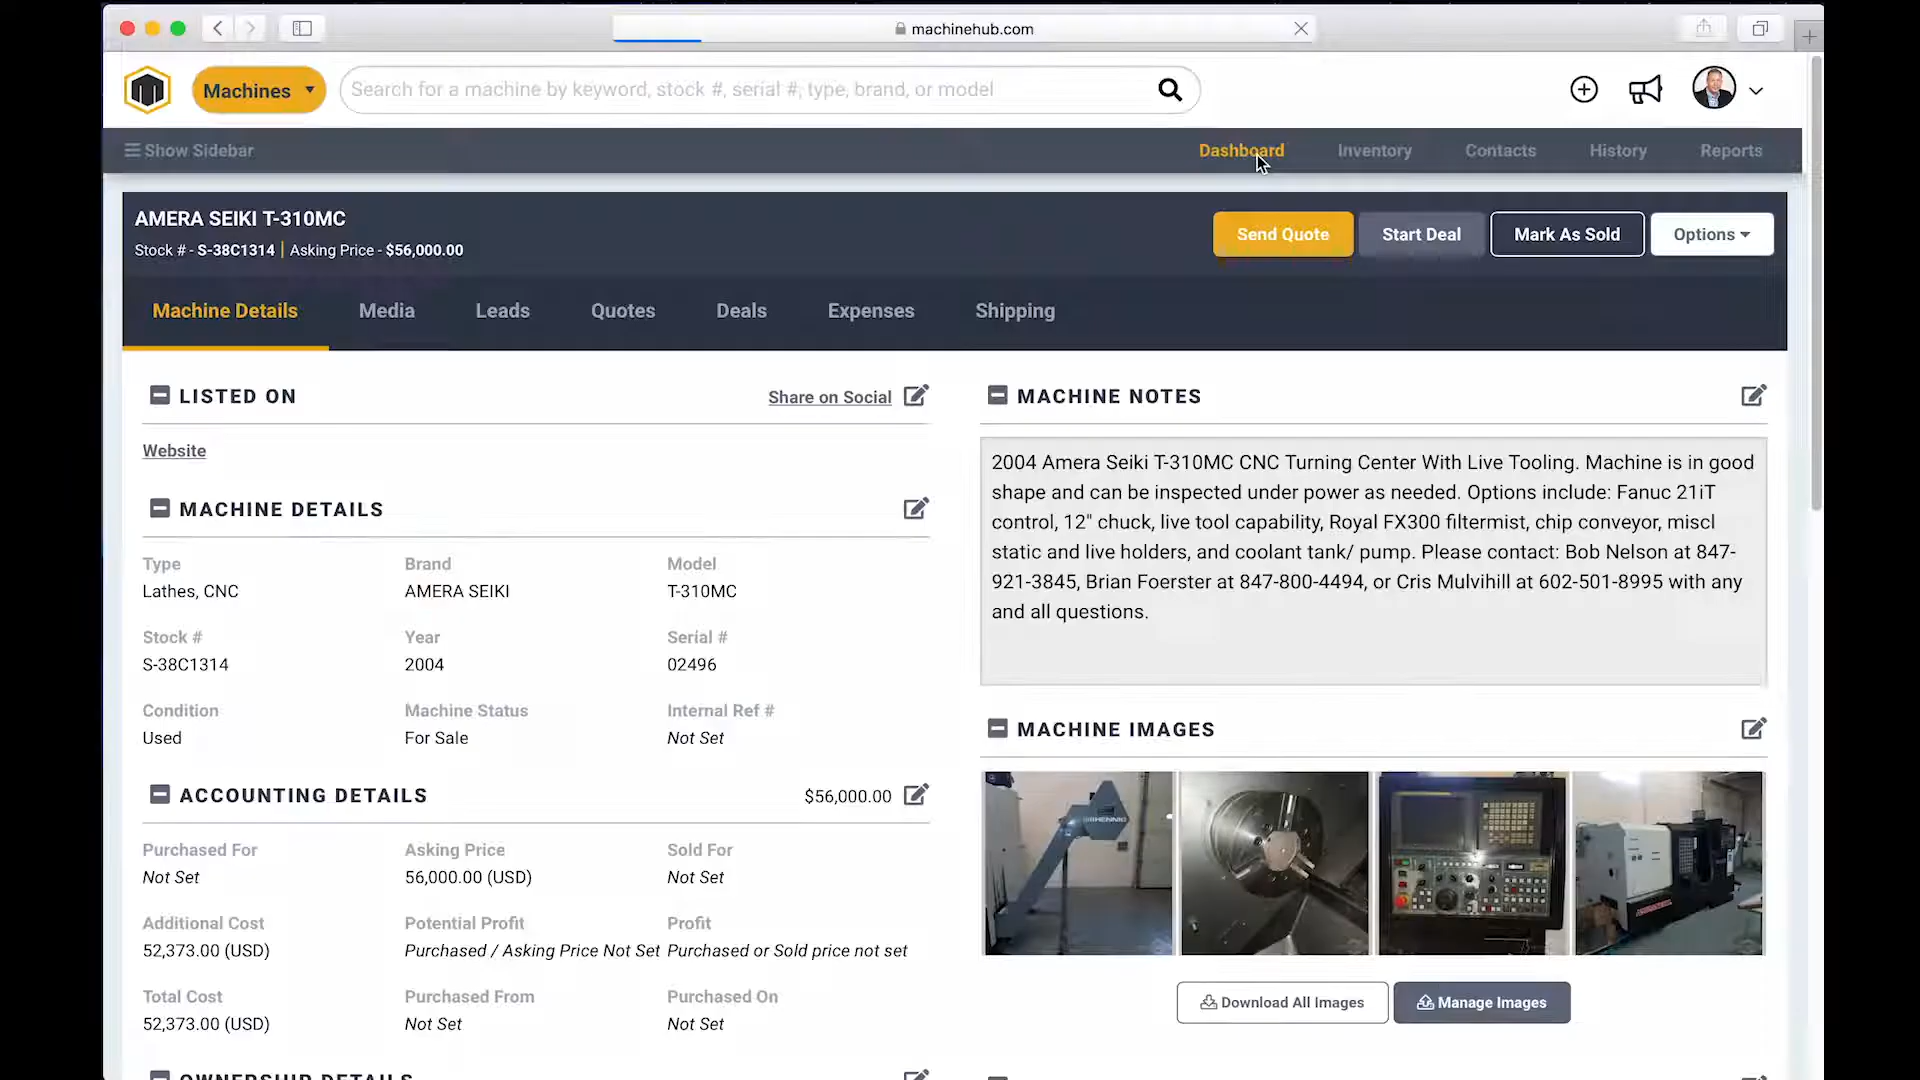 machinehub.com
Machines
Search for a machine by keyword, stock #, serial #, type, brand, or model
Show Sidebar
Dashboard
Inventory
Contacts
History
Reports
AMERA SEIKI T-310MC
Stock # - S-38C1314 | Asking Price - $56,000.00
Send Quote
Start Deal
Mark As Sold
Options
Machine Details
Media
Leads
Quotes
Deals
Expenses
Shipping
LISTED ON
Share on Social
Website
MACHINE DETAILS
Type
Brand
Model
Lathes, CNC
AMERA SEIKI
T-310MC
Stock #
Year
Serial #
S-38C1314
2004
02496
Condition
Machine Status
Internal Ref #
Used
For Sale
Not Set
ACCOUNTING DETAILS
$56,000.00
Purchased For
Asking Price
Sold For
Not Set
56,000.00 (USD)
Not Set
Additional Cost
Potential Profit
Profit
52,373.00 (USD)
Purchased / Asking Price Not Set
Purchased or Sold price not set
Total Cost
Purchased From
Purchased On
52,373.00 (USD)
Not Set
Not Set
OWNERSHIP DETAILS
MACHINE NOTES
2004 Amera Seiki T-310MC CNC Turning Center With Live Tooling. Machine is in good
shape and can be inspected under power as needed. Options include: Fanuc 21iT
control, 12" chuck, live tool capability, Royal FX300 filtermist, chip conveyor, miscl
static and live holders, and coolant tank/ pump. Please contact: Bob Nelson at 847-
921-3845, Brian Foerster at 847-800-4494, or Cris Mulvihill at 602-501-8995 with any
and all questions.
MACHINE IMAGES
HENNIG
Download All Images
Manage Images